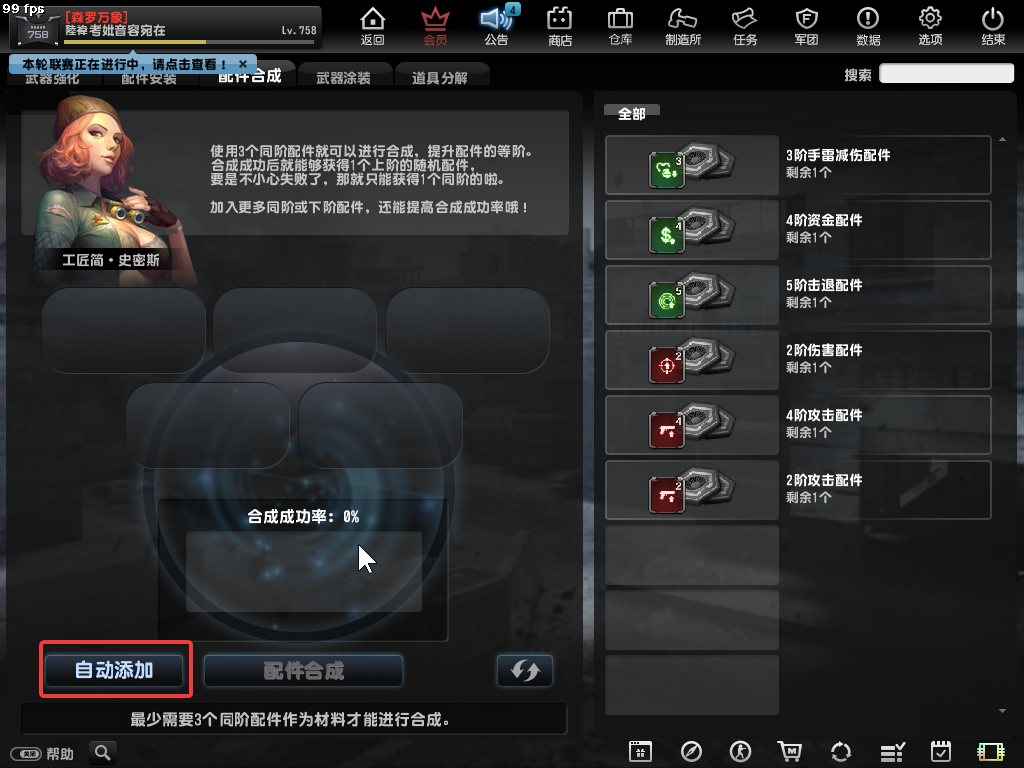 99 fps
[森罗万象]
758
陸褘老妣音容宛在
Lv. 758
返回
会员
4
公告
商店
仓库
制造所
任务
军团
数据
选项
结束
本轮联赛正在进行中，请点击查看！ ×
武器强化
配件安装
配件合成
武器涂装
道具分解
搜索
使用3个同阶配件就可以进行合成，提升配件的等阶。
合成成功后就能够获得1个上阶的随机配件，
要是不小心失败了，那就只能获得1个同阶的啦。
加入更多同阶或下阶配件，还能提高合成成功率哦！
工匠简·史密斯
合成成功率：0%
自动添加
配件合成
最少需要3个同阶配件作为材料才能进行合成。
全部
3
3阶手雷减伤配件
剩余1个
4
4阶资金配件
剩余1个
5
5阶击退配件
剩余1个
2
2阶伤害配件
剩余1个
4
4阶攻击配件
剩余1个
2
2阶攻击配件
剩余1个
帮助